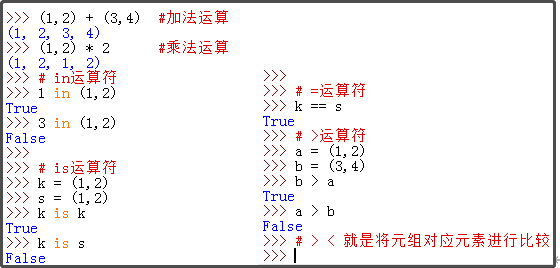 >>> (1,2) + (3,4)  #加法运算
(1, 2, 3, 4)
>>> (1,2) * 2     #乘法运算
(1, 2, 1, 2)
>>> # in运算符
>>> 1 in (1,2)
True
>>> 3 in (1,2)
False
>>>
>>> # is运算符
>>> k = (1,2)
>>> s = (1,2)
>>> k is k
True
>>> k is s
False
>>>
>>> # =运算符
>>> k == s
True
>>> # >运算符
>>> a = (1,2)
>>> b = (3,4)
>>> b > a
True
>>> a > b
False
>>> # > < 就是将元组对应元素进行比较
>>>